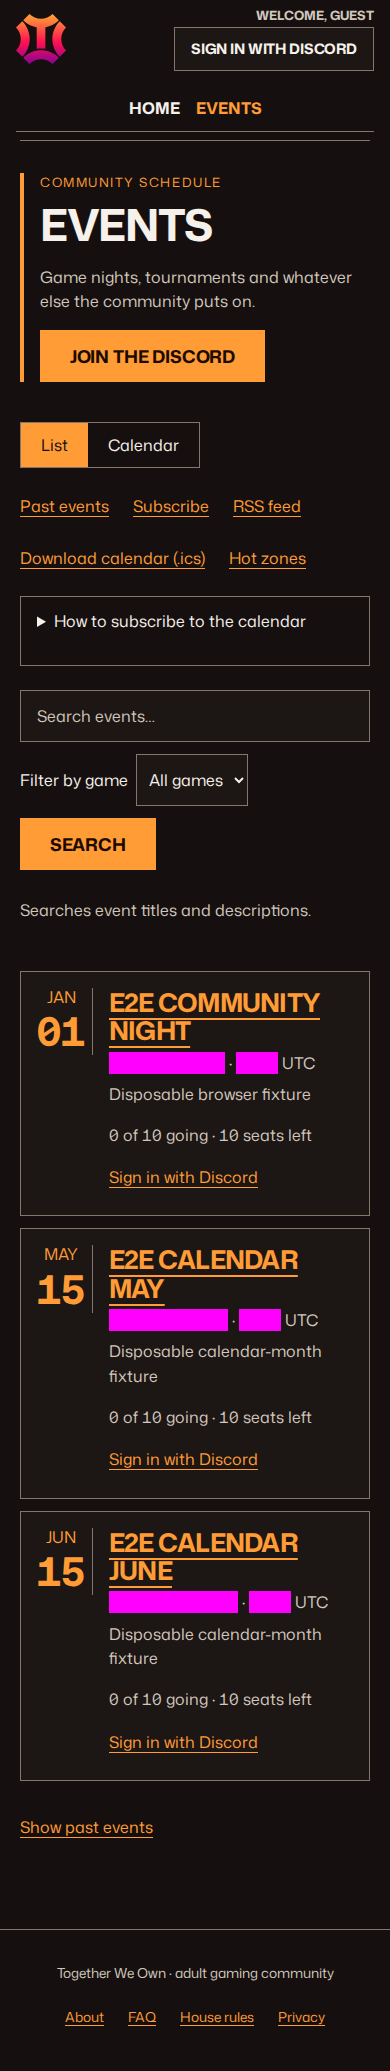 WELCOME, GUEST
SIGN IN WITH DISCORD
HOME EVENTS
COMMUNITY SCHEDULE
EVENTS
Game nights, tournaments and whatever
else the community puts on.
JOIN THE DISCORD
List Calendar
Past events Subscribe RSS feed
Download calendar (.ics) Hot zones
How to subscribe to the calendar
Search events...
Filter by game All games
SEARCH
Searches event titles and descriptions.
JAN
01
E2E COMMUNITY
NIGHT
· UTC
Disposable browser fixture
0 of 10 going · 10 seats left
Sign in with Discord
MAY
15
E2E CALENDAR
MAY
· UTC
Disposable calendar-month
fixture
0 of 10 going · 10 seats left
Sign in with Discord
JUN
15
E2E CALENDAR
JUNE
· UTC
Disposable calendar-month
fixture
0 of 10 going · 10 seats left
Sign in with Discord
Show past events
Together We Own · adult gaming community
About FAQ House rules Privacy